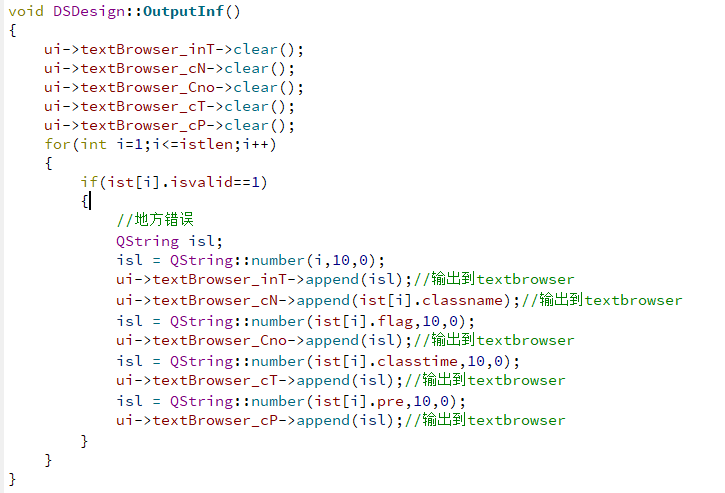 void DSDesign::OutputInf()
{
    ui->textBrowser_inT->clear();
    ui->textBrowser_cN->clear();
    ui->textBrowser_Cno->clear();
    ui->textBrowser_cT->clear();
    ui->textBrowser_cP->clear();
    for(int i=1;i<=istlen;i++)
    {
        if(ist[i].isvalid==1)
        {
            //地方错误
            QString isl;
            isl = QString::number(i,10,0);
            ui->textBrowser_inT->append(isl);//输出到textbrowser
            ui->textBrowser_cN->append(ist[i].classname);//输出到textbrowser
            isl = QString::number(ist[i].flag,10,0);
            ui->textBrowser_Cno->append(isl);//输出到textbrowser
            isl = QString::number(ist[i].classtime,10,0);
            ui->textBrowser_cT->append(isl);//输出到textbrowser
            isl = QString::number(ist[i].pre,10,0);
            ui->textBrowser_cP->append(isl);//输出到textbrowser
        }
    }
}